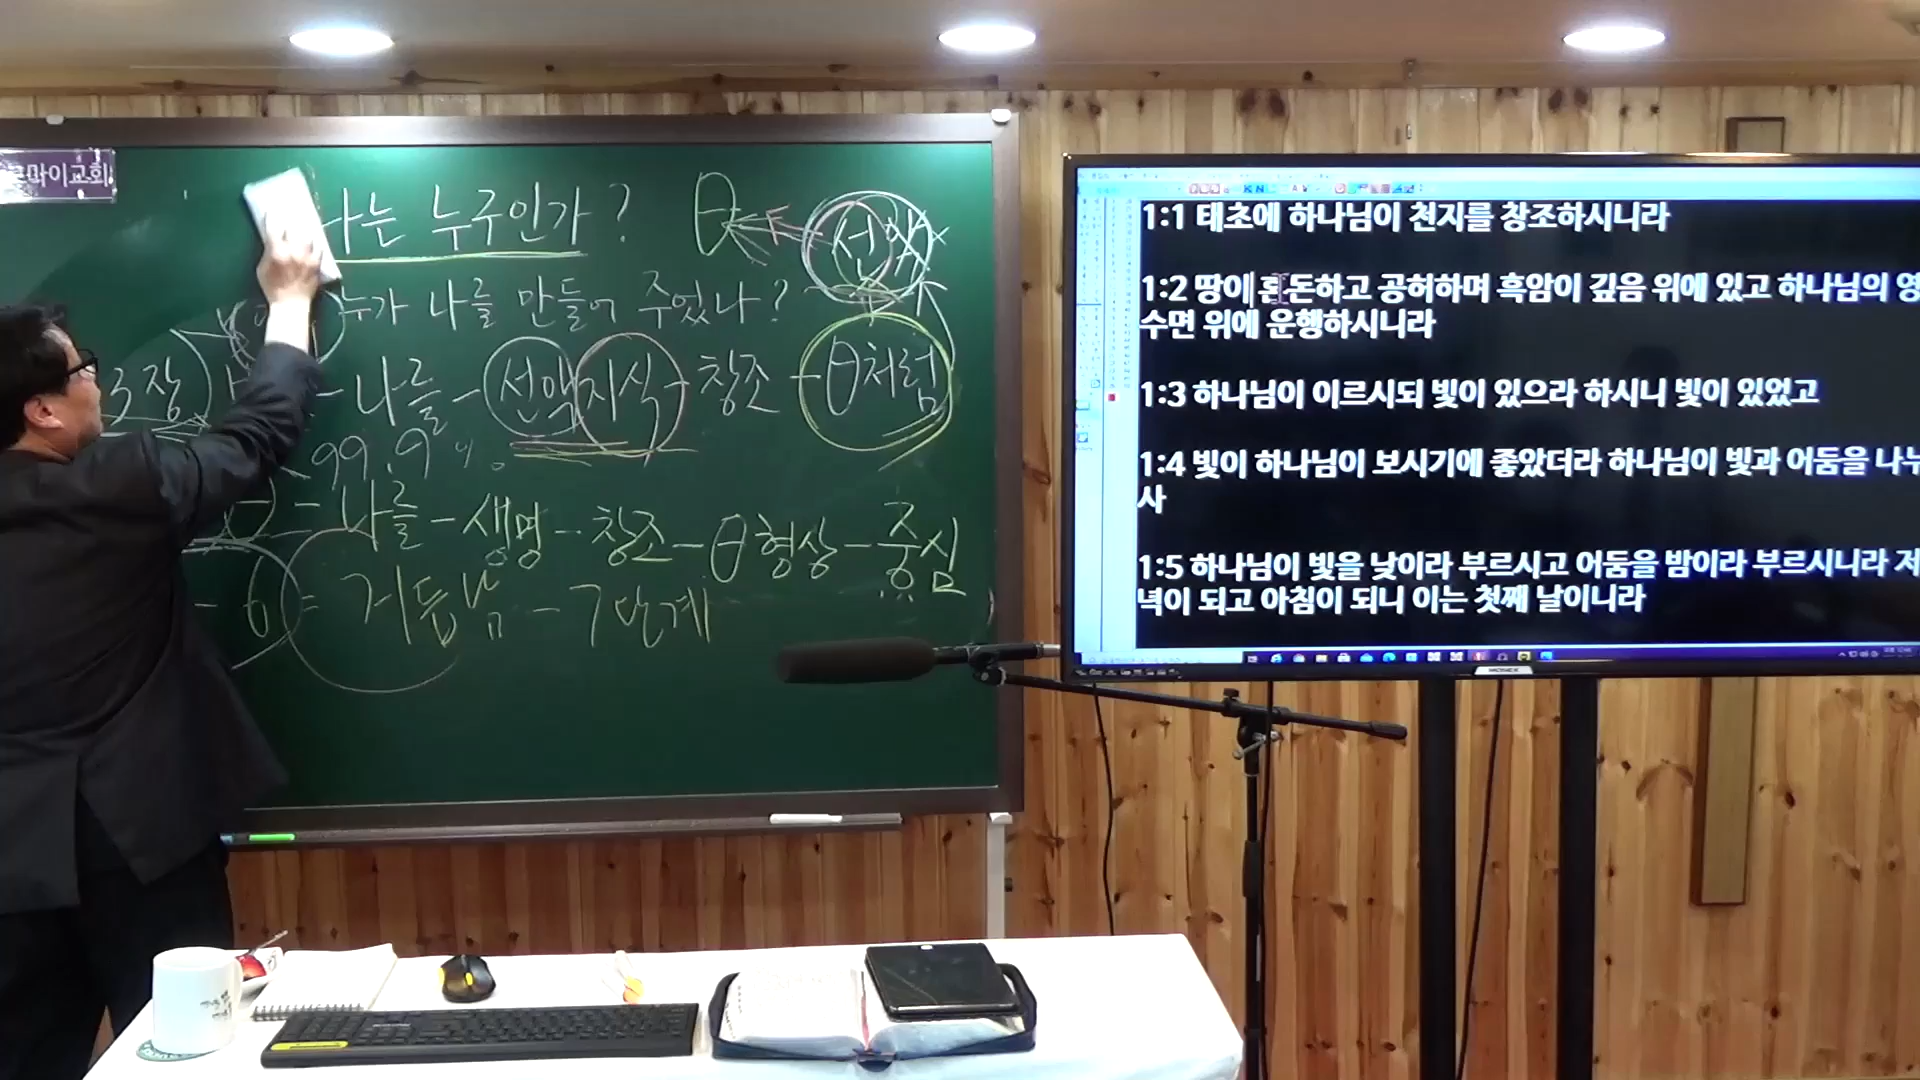 마이교회
나는 누구인가? θ 선악
누가 나를 만들어 주었나?
3장 - 나를 - 선악지식 - 창조 - θ처럼
99.9%
2 = 나를 - 생명 - 창조 - θ형상 - 중심
- 6 = 거듭남 - 7단계
1:1 태초에 하나님이 천지를 창조하시니라
1:2 땅이 혼돈하고 공허하며 흑암이 깊음 위에 있고 하나님의 영
수면 위에 운행하시니라
1:3 하나님이 이르시되 빛이 있으라 하시니 빛이 있었고
1:4 빛이 하나님이 보시기에 좋았더라 하나님이 빛과 어둠을 나누
사
1:5 하나님이 빛을 낮이라 부르시고 어둠을 밤이라 부르시니라 저
녁이 되고 아침이 되니 이는 첫째 날이니라